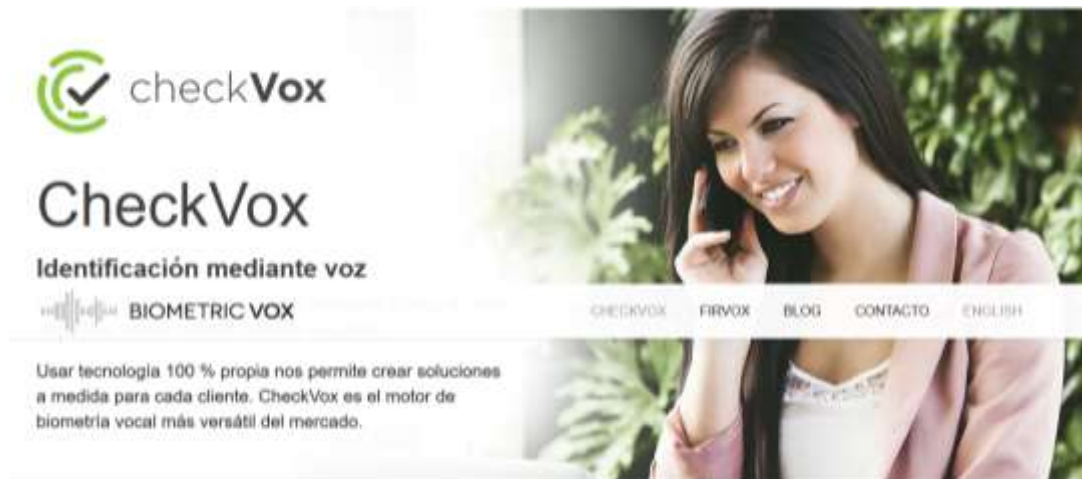 checkVox
CheckVox
Identificación mediante voz
BIOMETRIC VOX
CHECKVOX FIRVOX BLOG CONTACTO ENGLISH
Usar tecnología 100 % propia nos permite crear soluciones
a medida para cada cliente. CheckVox es el motor de
biometría vocal más versátil del mercado.